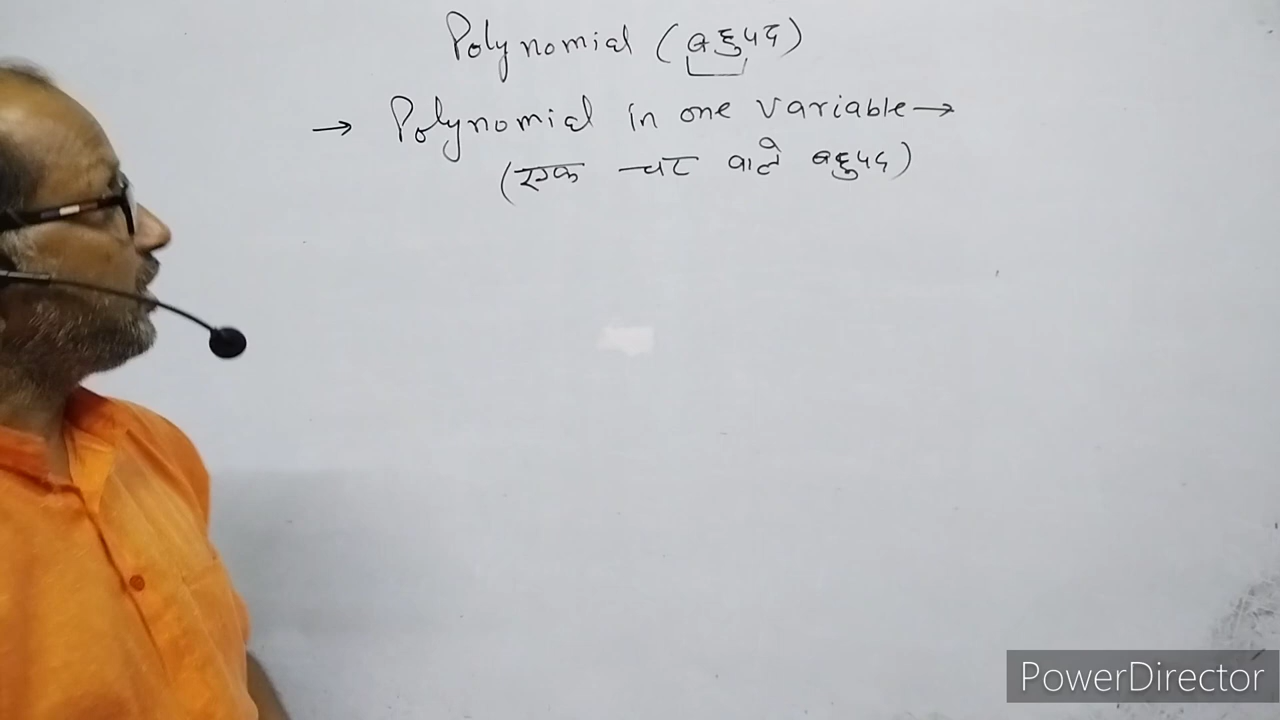 Polynomial (बहुपद)
→ Polynomial in one variable →
(एक चर वाले बहुपद)
PowerDirector